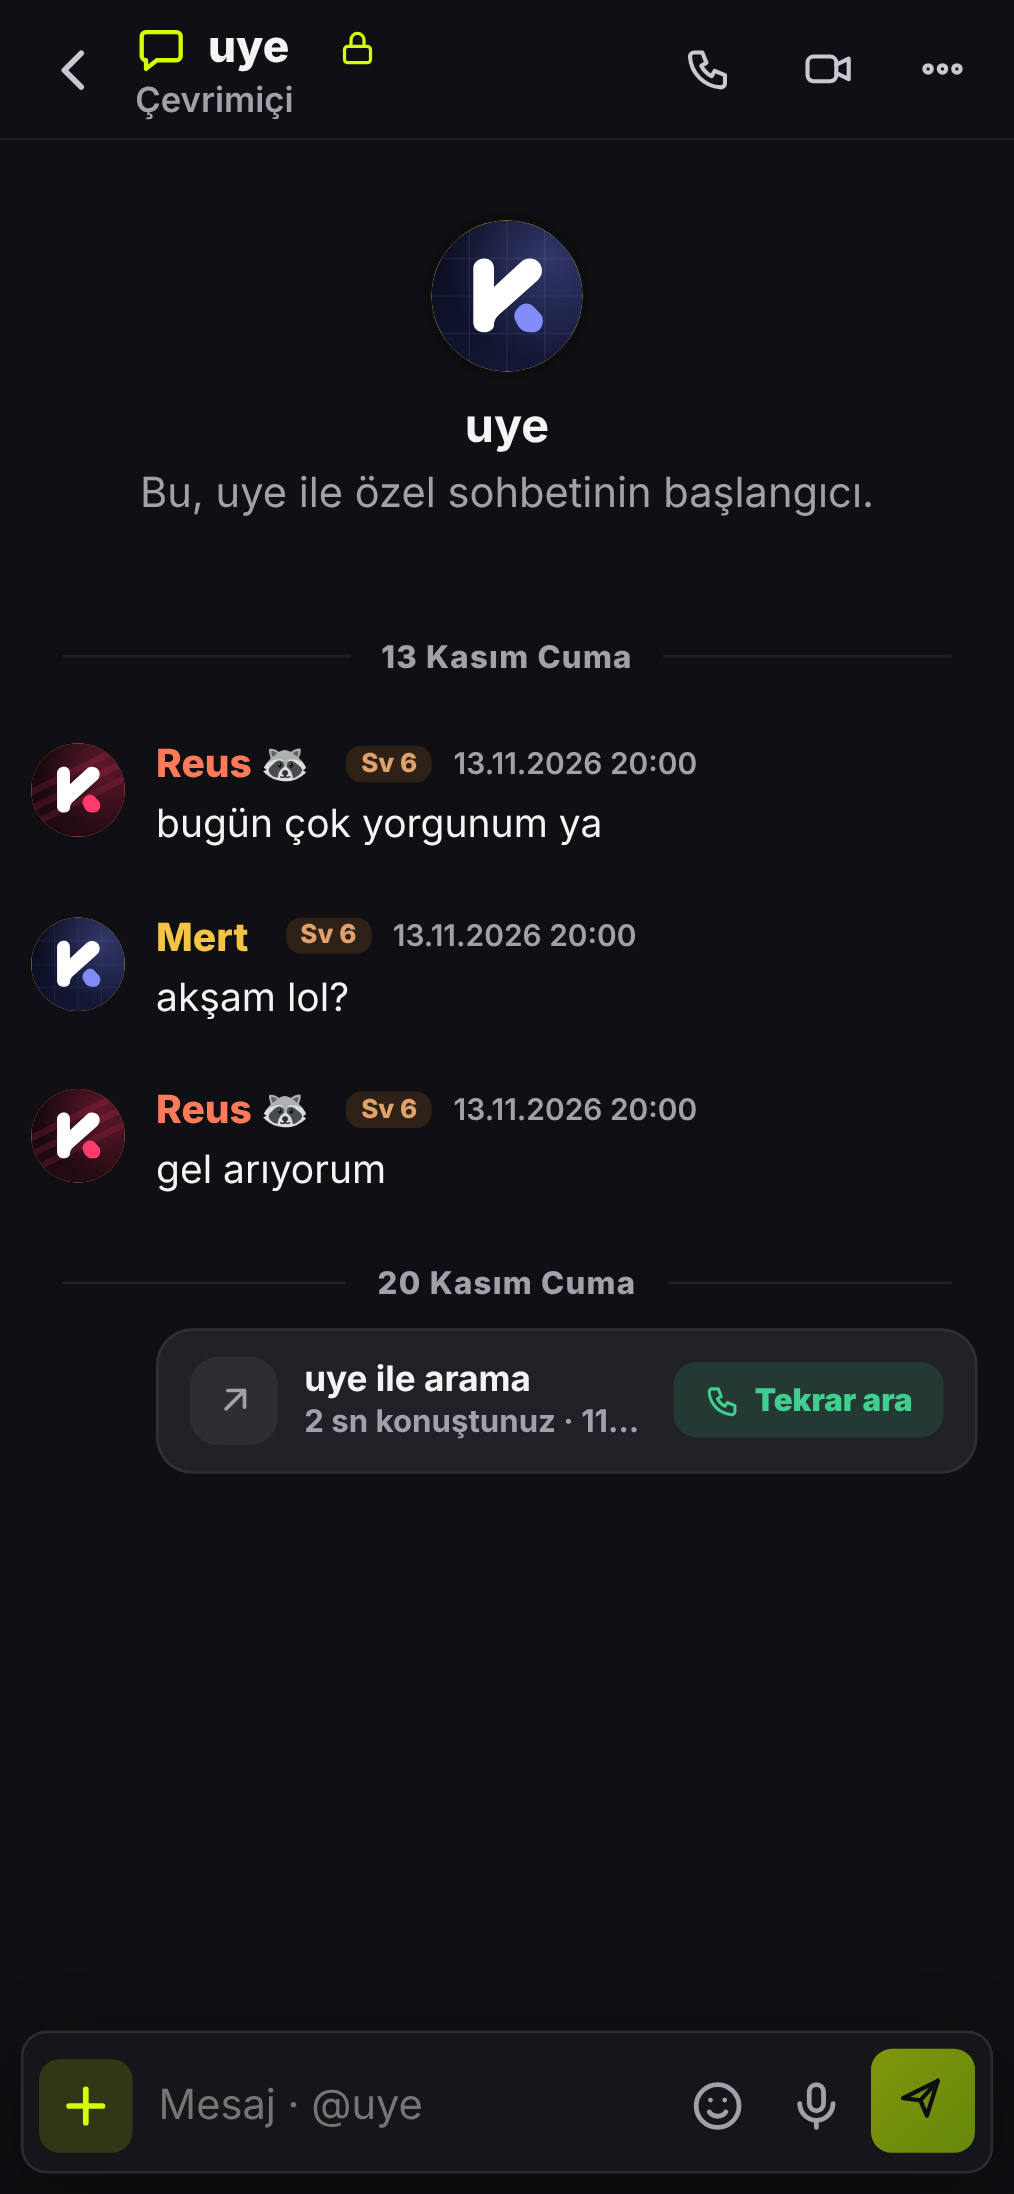 uye
Çevrimiçi
uye
Bu, uye ile özel sohbetinin başlangıcı.
13 Kasım Cuma
Reus 🦝 Sv 6 13.11.2026 20:00
bugün çok yorgunum ya
Mert Sv 6 13.11.2026 20:00
akşam lol?
Reus 🦝 Sv 6 13.11.2026 20:00
gel arıyorum
20 Kasım Cuma
uye ile arama
2 sn konuştunuz · 11...
Tekrar ara
Mesaj · @uye